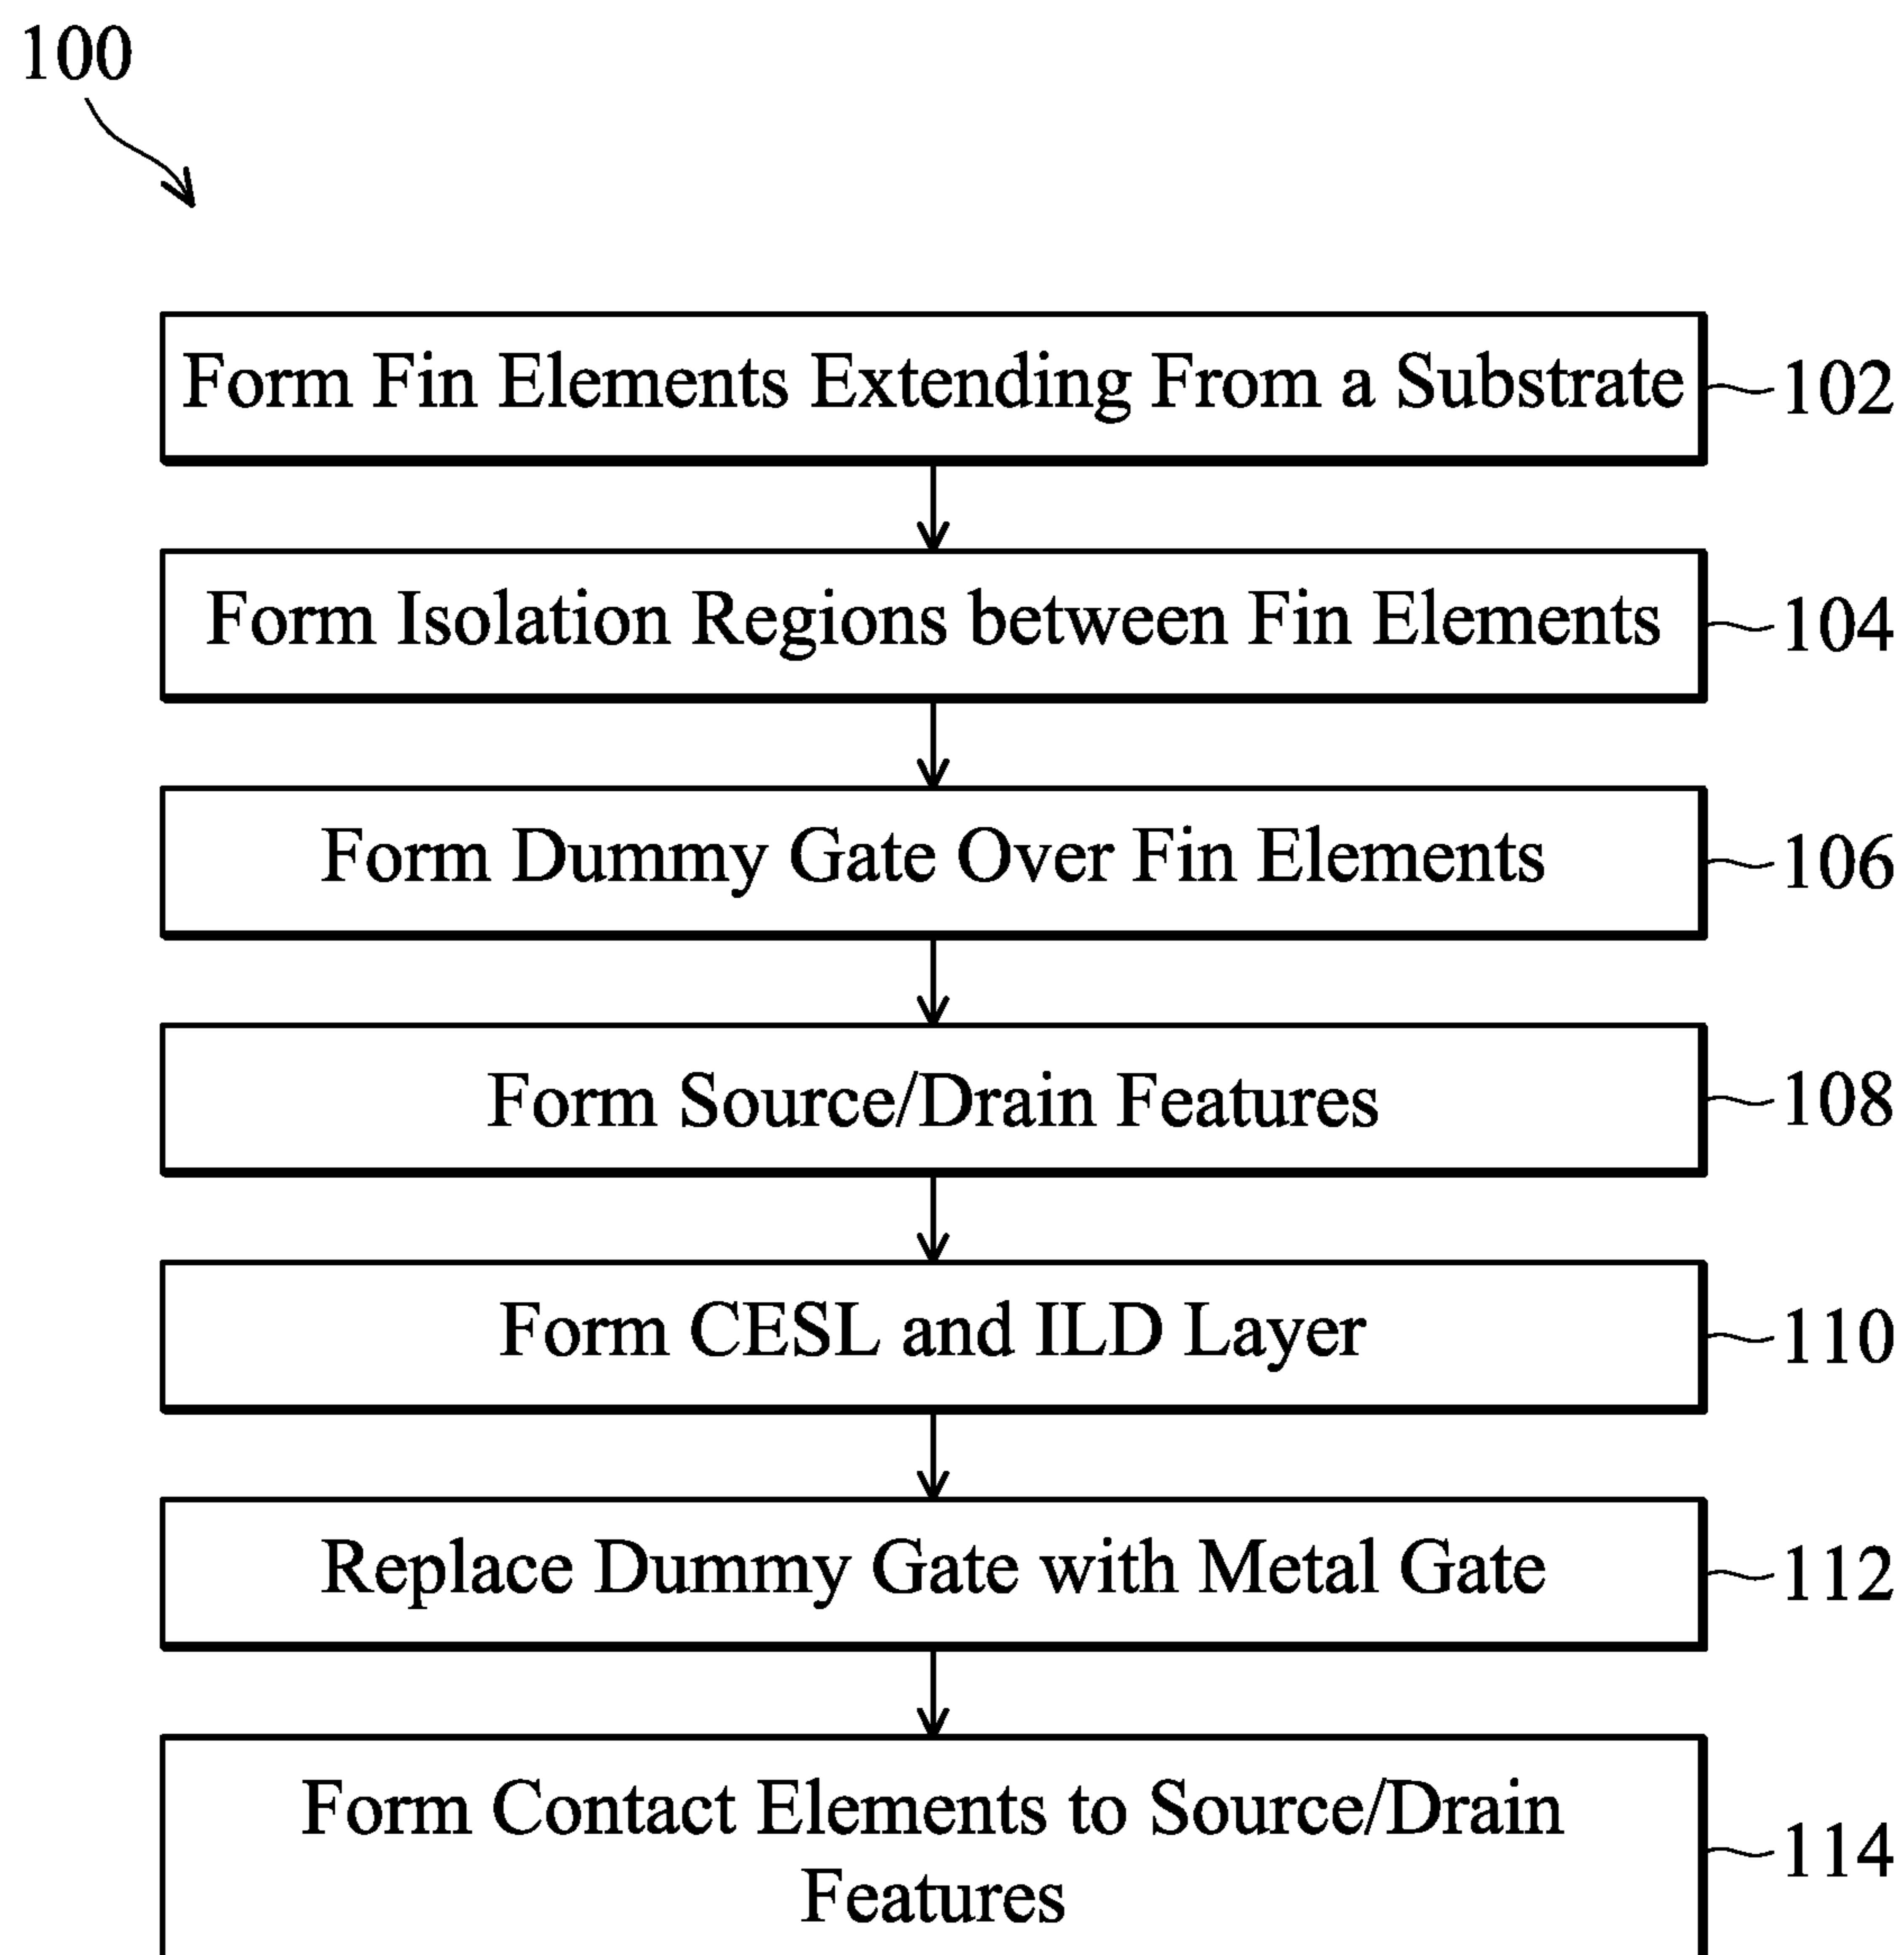 100
Form Fin Elements Extending From a Substrate
102
Form Isolation Regions between Fin Elements
104
Form Dummy Gate Over Fin Elements
106
Form Source/Drain Features
108
Form CESL and ILD Layer
110
Replace Dummy Gate with Metal Gate
112
Form Contact Elements to Source/Drain
Features
114